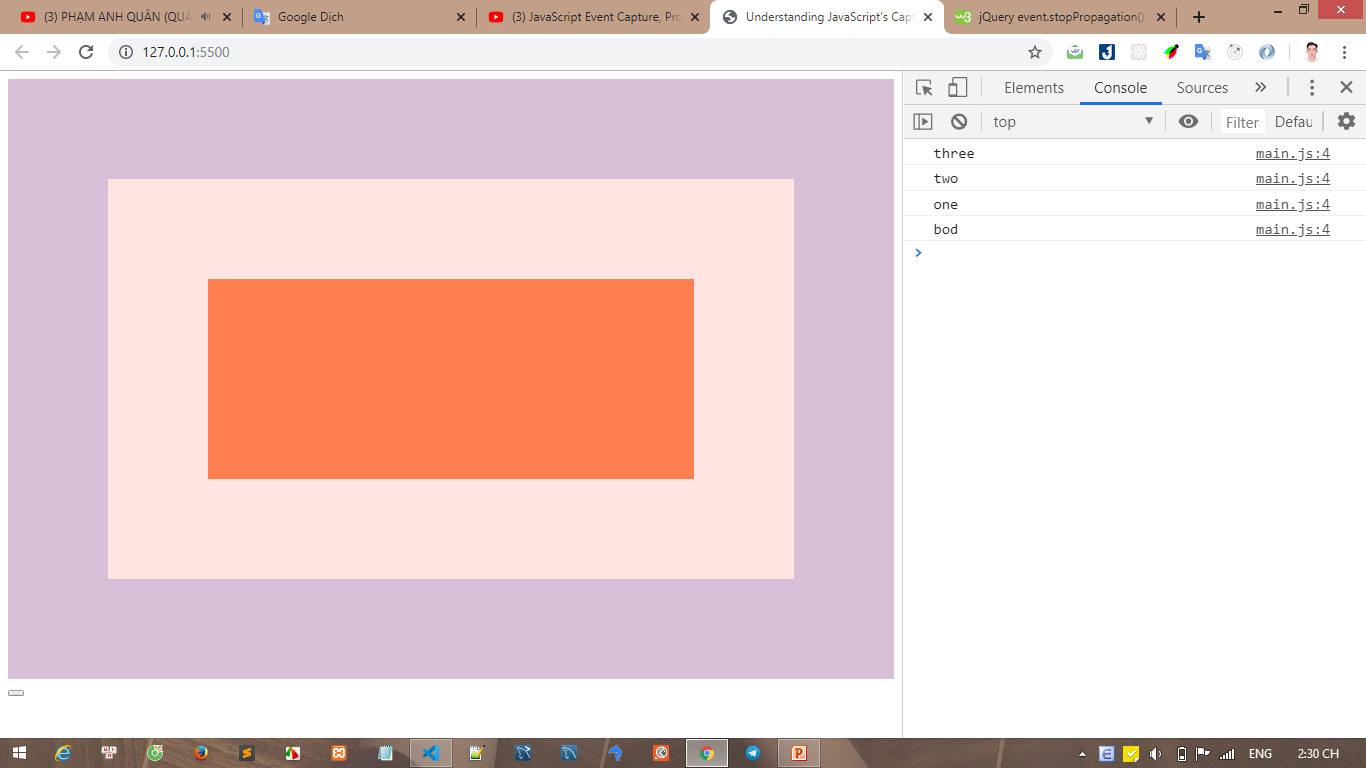 (3) PHẠM ANH QUÂN (QUÂ
Google Dịch
(3) JavaScript Event Capture, Pro
Understanding JavaScript's Capt
jQuery event.stopPropagation()
127.0.0.1:5500
Elements Console Sources »
top Filter Defau
three main.js:4
two main.js:4
one main.js:4
bod main.js:4
ENG 2:30 CH